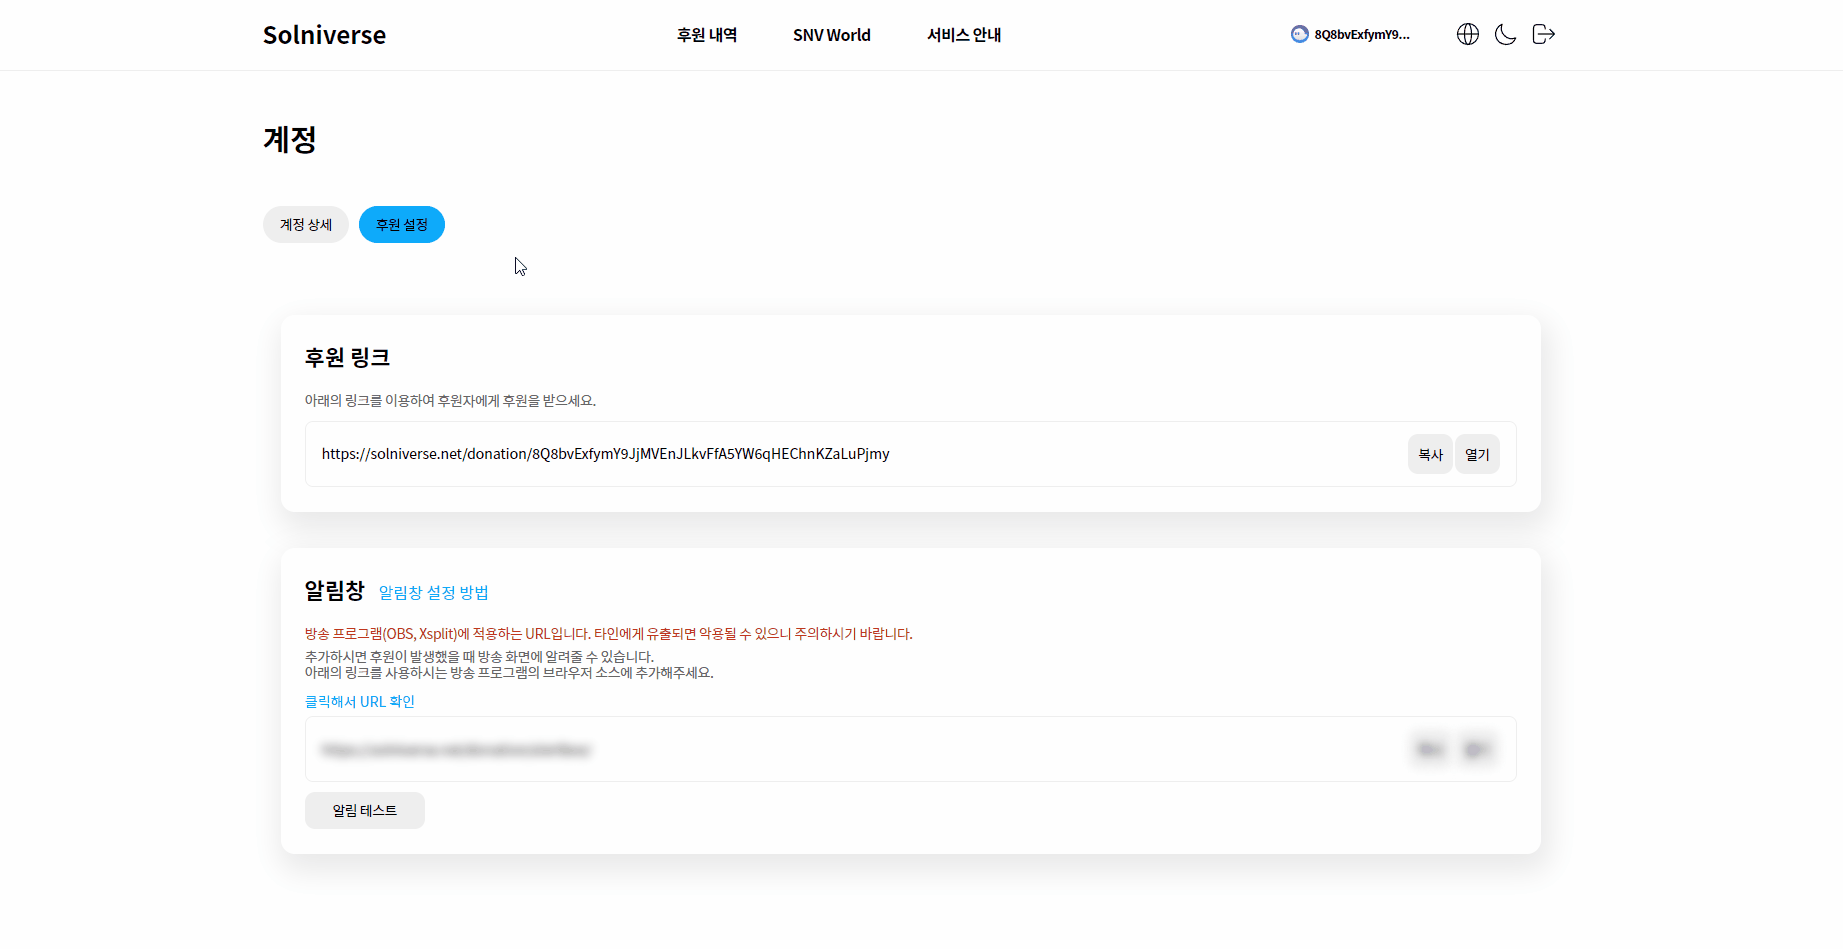 Solniverse
후원 내역
SNV World
서비스 안내
8Q8bvExfymY9...
계정
계정 상세
후원 설정
후원 링크
아래의 링크를 이용하여 후원자에게 후원을 받으세요.
https://solniverse.net/donation/8Q8bvExfymY9JjMVEnJLkvFfA5YW6qHEChnKZaLuPjmy
복사
열기
알림창 알림창 설정 방법
방송 프로그램(OBS, Xsplit)에 적용하는 URL입니다. 타인에게 유출되면 악용될 수 있으니 주의하시기 바랍니다.
추가하시면 후원이 발생했을 때 방송 화면에 알려줄 수 있습니다.
아래의 링크를 사용하시는 방송 프로그램의 브라우저 소스에 추가해주세요.
클릭해서 URL 확인
알림 테스트